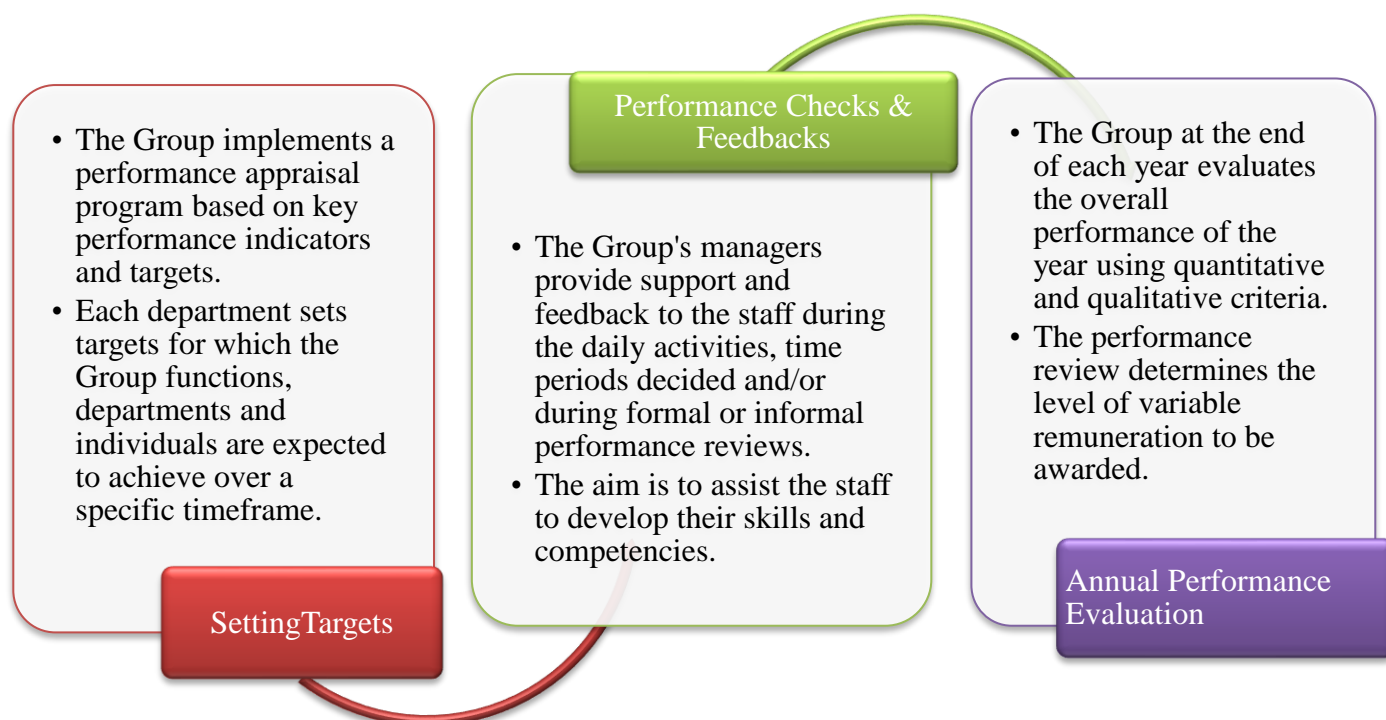 • The Group implements a
performance appraisal
program based on key
performance indicators
and targets.
• Each department sets
targets for which the
Group functions,
departments and
individuals are expected
to achieve over a
specific timeframe.
SettingTargets
Performance Checks &
Feedbacks
• The Group's managers
provide support and
feedback to the staff during
the daily activities, time
periods decided and/or
during formal or informal
performance reviews.
• The aim is to assist the staff
to develop their skills and
competencies.
• The Group at the end
of each year evaluates
the overall
performance of the
year using quantitative
and qualitative criteria.
• The performance
review determines the
level of variable
remuneration to be
awarded.
Annual Performance
Evaluation